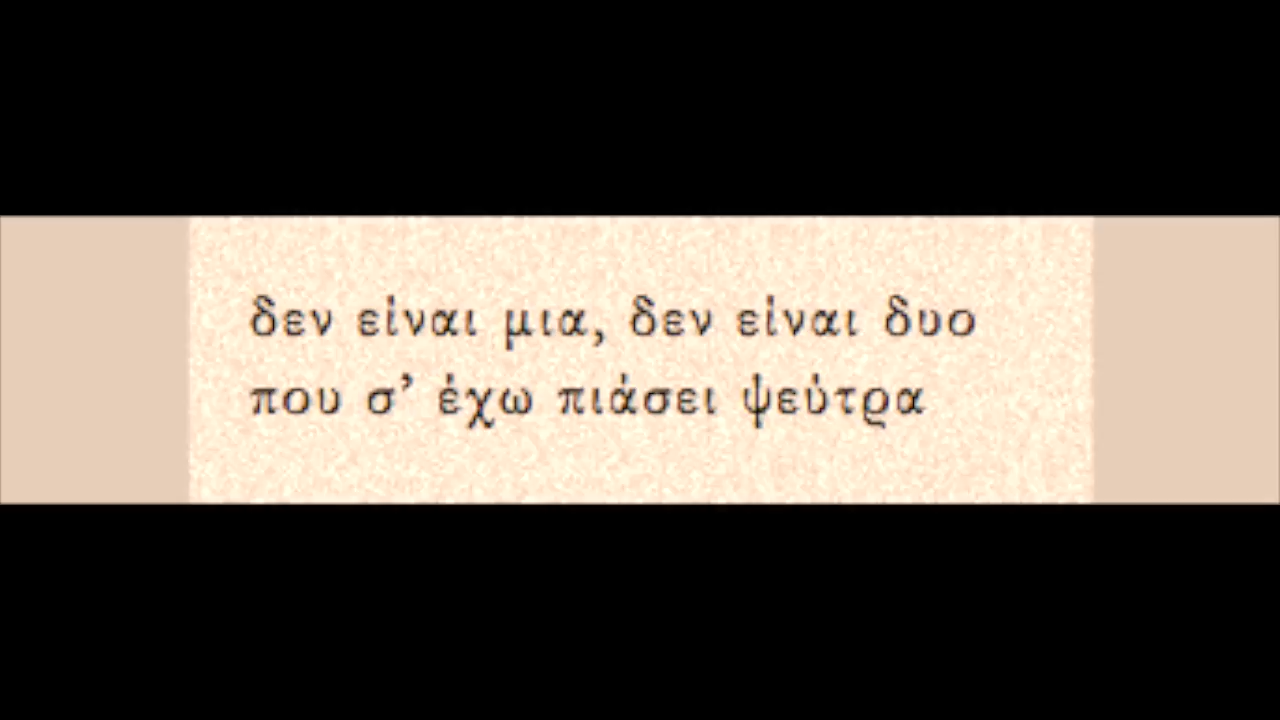 δεν είναι μια, δεν είναι δυο
που σ’ έχω πιάσει ψεύτρα